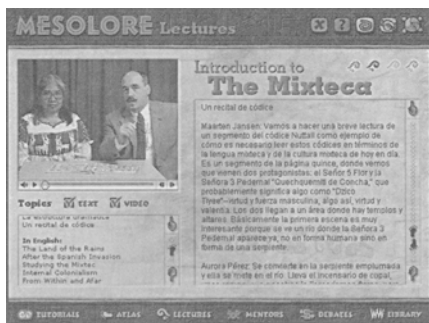 MESOLORE Lectures
Introduction to
The Mixteca
Un recital de códice
Maarten Jansen: Vamos a hacer una breve lectura de
un segmento del códice Nuttall como ejemplo de
cómo es necesario leer estos códices en términos de
la lengua mixteca y de la cultura mixteca de hoy en día.
Es un segmento de la página quince, donde vemos
que vienen dos protagonistas: el Señor 5 Flor y la
Señora 3 Pedernal "Quechquemitl de Concha," que
probablemente signifira algo como "Dzico
virtud y fuerza masculina, algo así, virtud y
valentía. Los dos llegan a un área donde hay templos y
altares. Básicamente la primera escena es muy
interesante porque se ve un río donde la Señora 3
Pedernal aparece ya, no en forma humana sino en
forma de una serpiente.
Aurora Pérez: Se convierte en la serpiente emplumada
y ella se mete en el río. Lleva el incensario de copal,
Topics TEXT VIDEO
Un recital de códice
In English:
The Land of the Rains
After the Spanish Invasion
Studying the Mixtec
Internal Colonialism
From Within and Afar
TUTORIALS ATLAS LECTURES MENTORS DEBATES LIBRARY